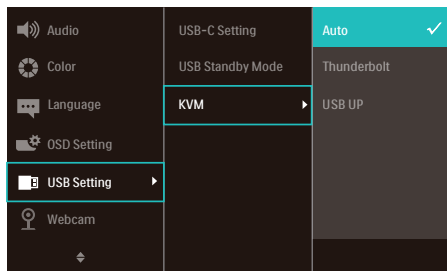 Audio
Color
Language
OSD Setting
USB Setting
Webcam
USB-C Setting
USB Standby Mode
KVM
Auto
Thunderbolt
USB UP